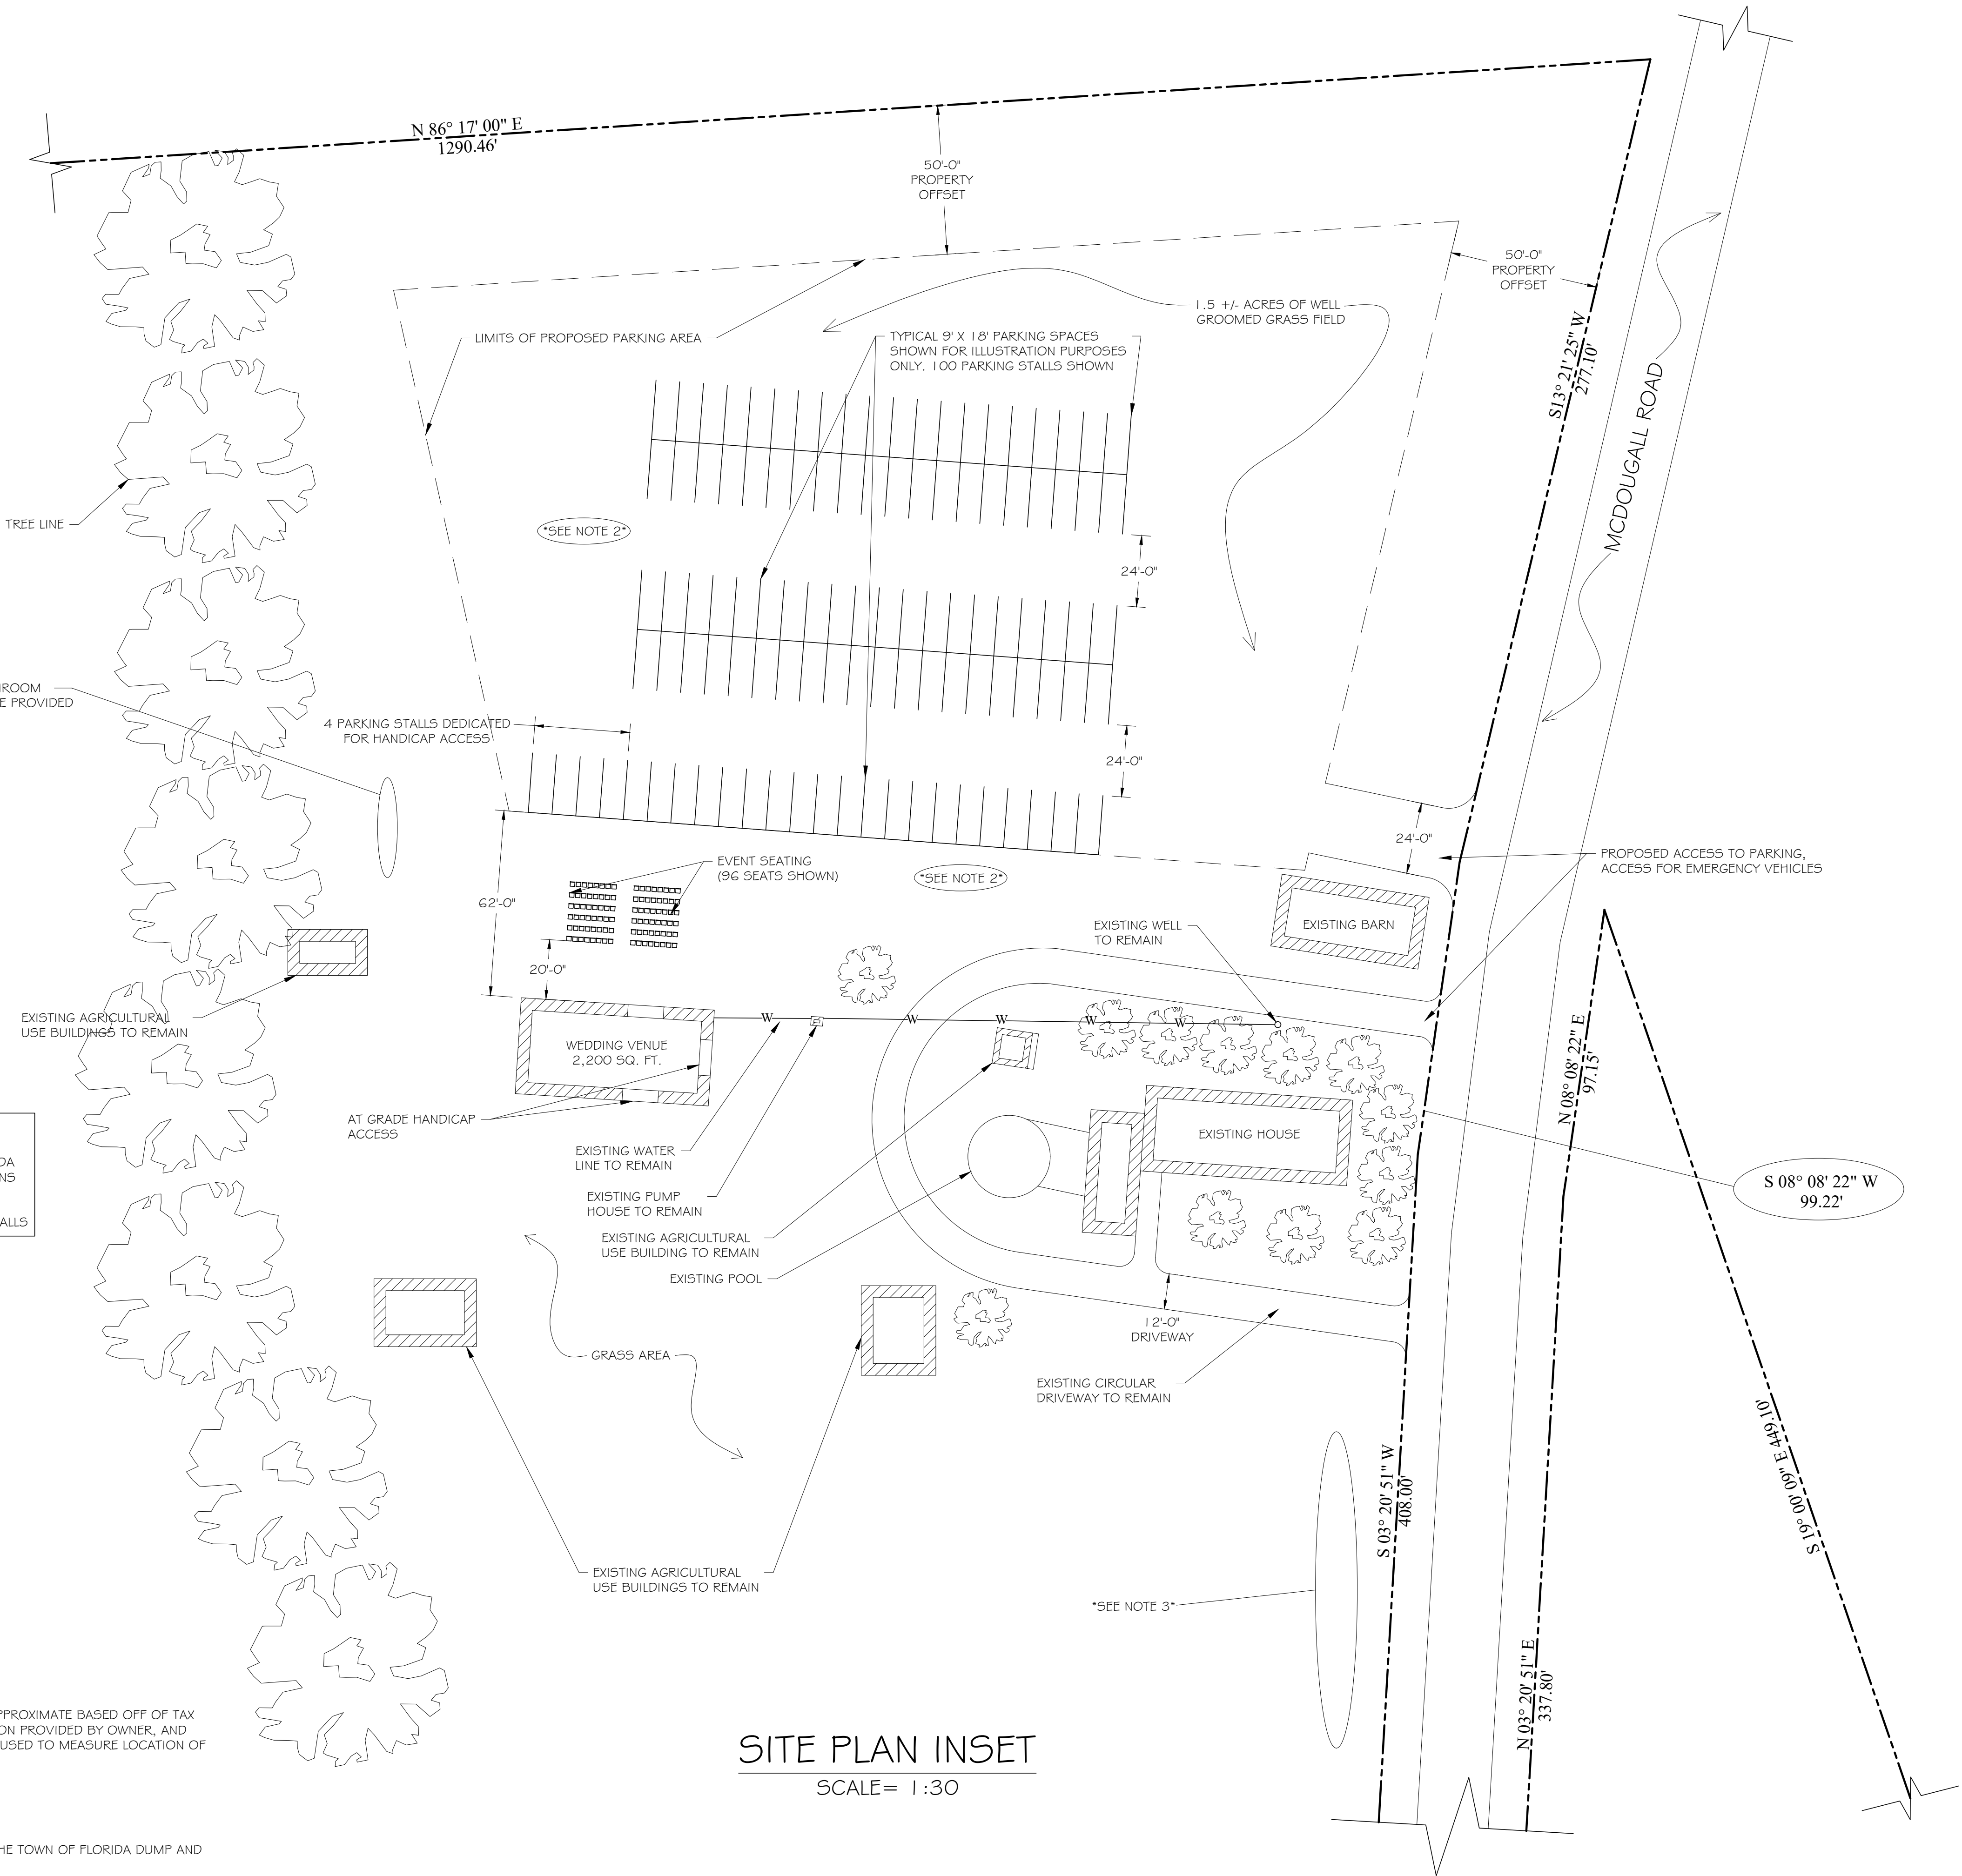 N 86° 17' 00" E
1290.46'
50'-0"
PROPERTY
OFFSET
50'-0"
PROPERTY
OFFSET
1.5 +/- ACRES OF WELL
GROOMED GRASS FIELD
LIMITS OF PROPOSED PARKING AREA
TYPICAL 9' X 18' PARKING SPACES
SHOWN FOR ILLUSTRATION PURPOSES
ONLY. 100 PARKING STALLS SHOWN
S13° 21' 25" W
277.10'
MCDOUGALL ROAD
TREE LINE
*SEE NOTE 2*
24'-0"
E PROVIDED
4 PARKING STALLS DEDICATED
FOR HANDICAP ACCESS
24'-0"
24'-0"
PROPOSED ACCESS TO PARKING,
ACCESS FOR EMERGENCY VEHICLES
EVENT SEATING
(96 SEATS SHOWN)
*SEE NOTE 2*
62'-0"
EXISTING BARN
EXISTING WELL
TO REMAIN
20'-0"
EXISTING AGRICULTURAL
USE BUILDINGS TO REMAIN
W W W W W
WEDDING VENUE
2,200 SQ. FT.
N 08° 08' 22" E
97.15'
AT GRADE HANDICAP
ACCESS
EXISTING HOUSE
EXISTING WATER
LINE TO REMAIN
S 08° 08' 22" W
99.22'
EXISTING PUMP
HOUSE TO REMAIN
DA
NS
ALLS
EXISTING AGRICULTURAL
USE BUILDING TO REMAIN
EXISTING POOL
12'-0"
DRIVEWAY
GRASS AREA
EXISTING CIRCULAR
DRIVEWAY TO REMAIN
S 19° 00' 09" E 449.10'
S 03° 20' 51" W
408.00'
EXISTING AGRICULTURAL
USE BUILDINGS TO REMAIN
*SEE NOTE 3*
N 03° 20' 51" E
337.80'
PPROXIMATE BASED OFF OF TAX
ON PROVIDED BY OWNER, AND
USED TO MEASURE LOCATION OF
SITE PLAN INSET
SCALE= 1:30
HE TOWN OF FLORIDA DUMP AND